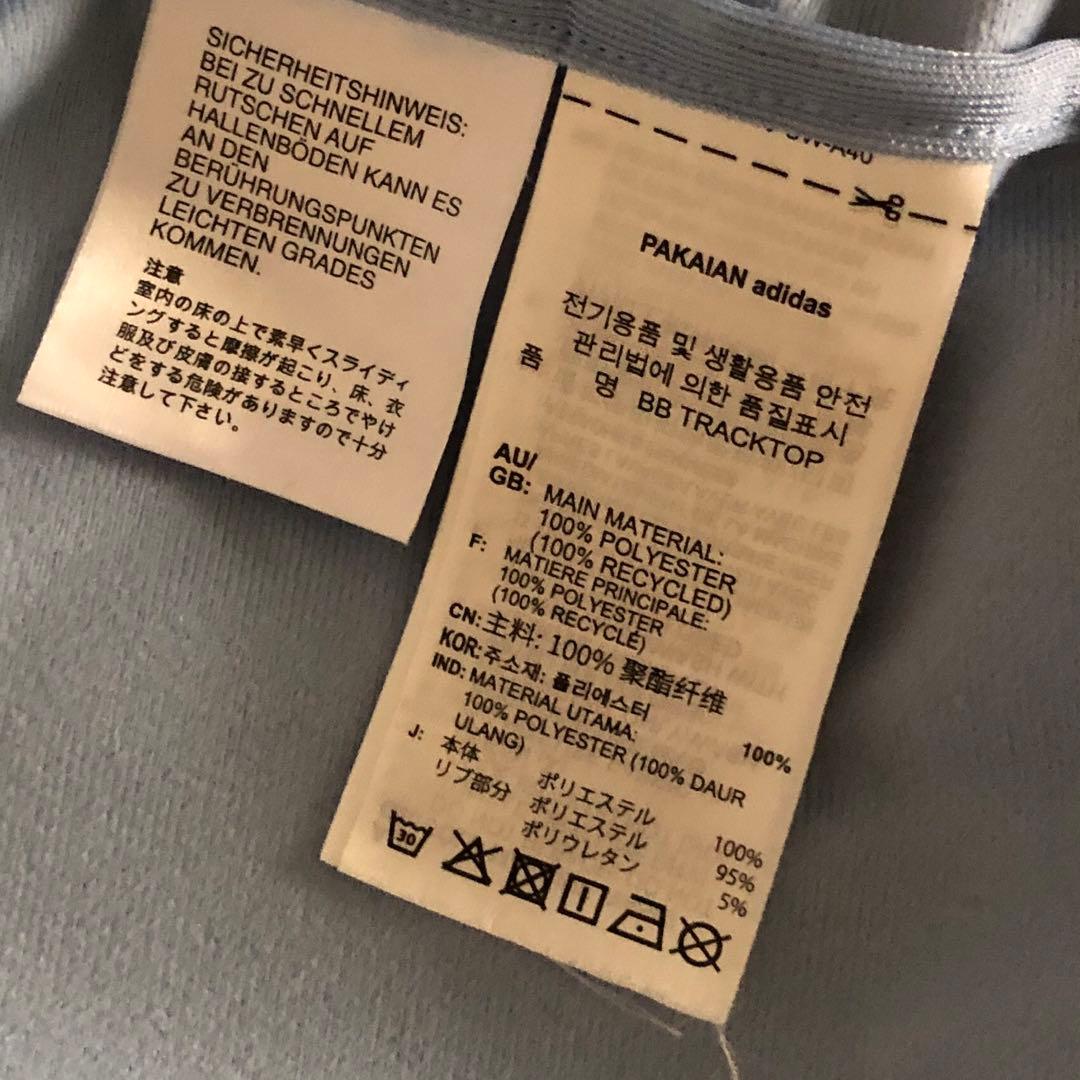 SICHERHEITSHINWEIS:
BEI ZU SCHNELLEM
RUTSCHEN AUF
HALLENBÖDEN KANN ES
AN DEN
BERÜHRUNGSPUNKTEN
ZU VERBRENNUNGEN
LEICHTEN GRADES
KOMMEN.
注意
室内の床の上で素早くスライディ
ングすると摩擦が起こり、床、衣
服及び皮膚の接するところでやけ
どをする危険がありますので十分
注意して下さい。
PAKAIAN adidas
전기용품 및 생활용품 안전
관리법에 의한 품질표시
품 명 BB TRACKTOP
AU/
GB: MAIN MATERIAL:
100% POLYESTER
(100% RECYCLED)
F: MATIERE PRINCIPALE:
100% POLYESTER
(100% RECYCLÉ)
CN: 主料: 100% 聚酯纤维
KOR: 주소재: 폴리에스터 100%
IND: MATERIAL UTAMA:
100% POLYESTER (100% DAUR
ULANG)
J: 本体 ポリエステル 100%
リブ部分 ポリエステル 95%
ポリウレタン 5%
30